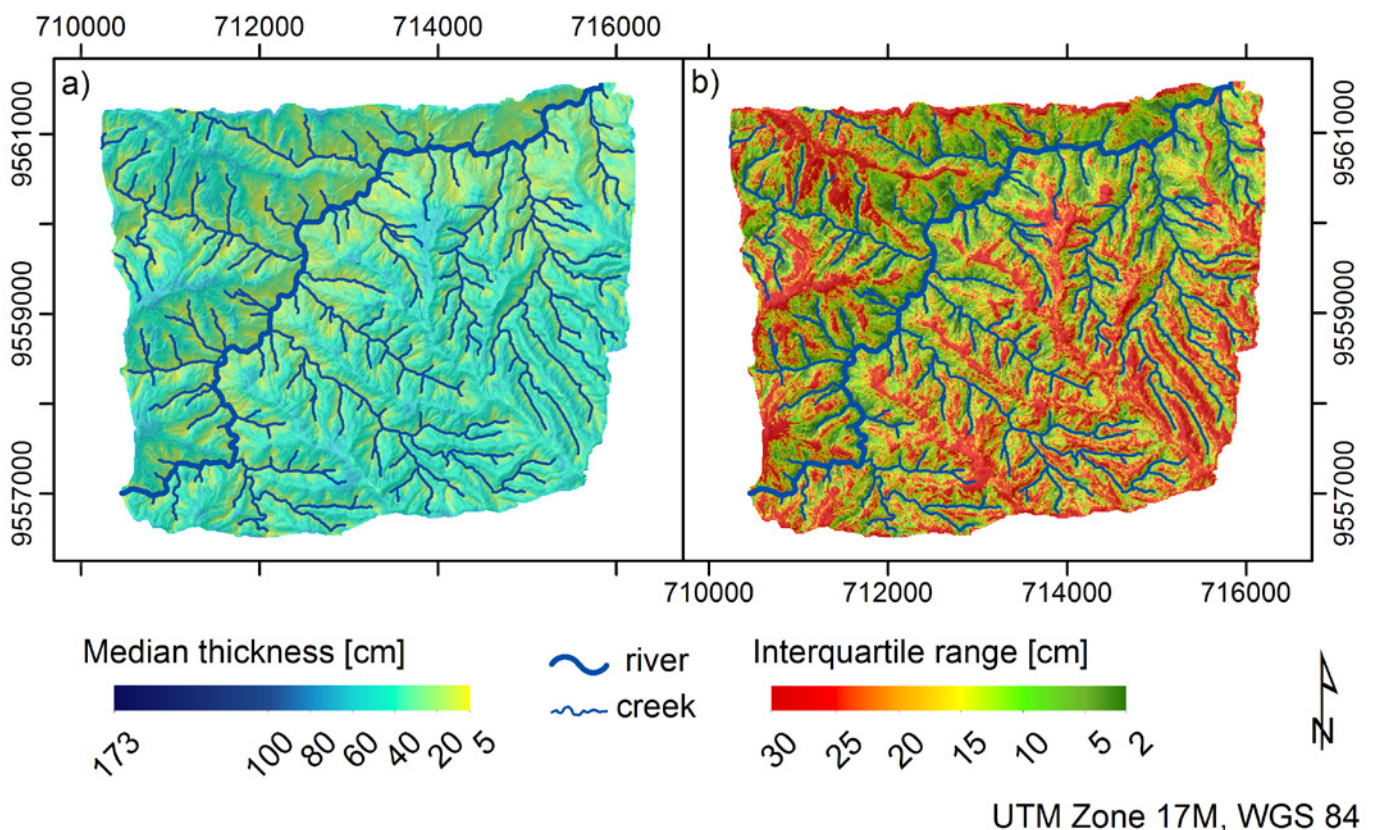 710000 712000 714000 716000
a)
b)
9561000
9559000
9557000
9561000
9559000
9557000
710000 712000 714000 716000
Median thickness [cm]
173 100 80 60 40 20 5
river
creek
Interquartile range [cm]
30 25 20 15 10 5 2
N
UTM Zone 17M, WGS 84